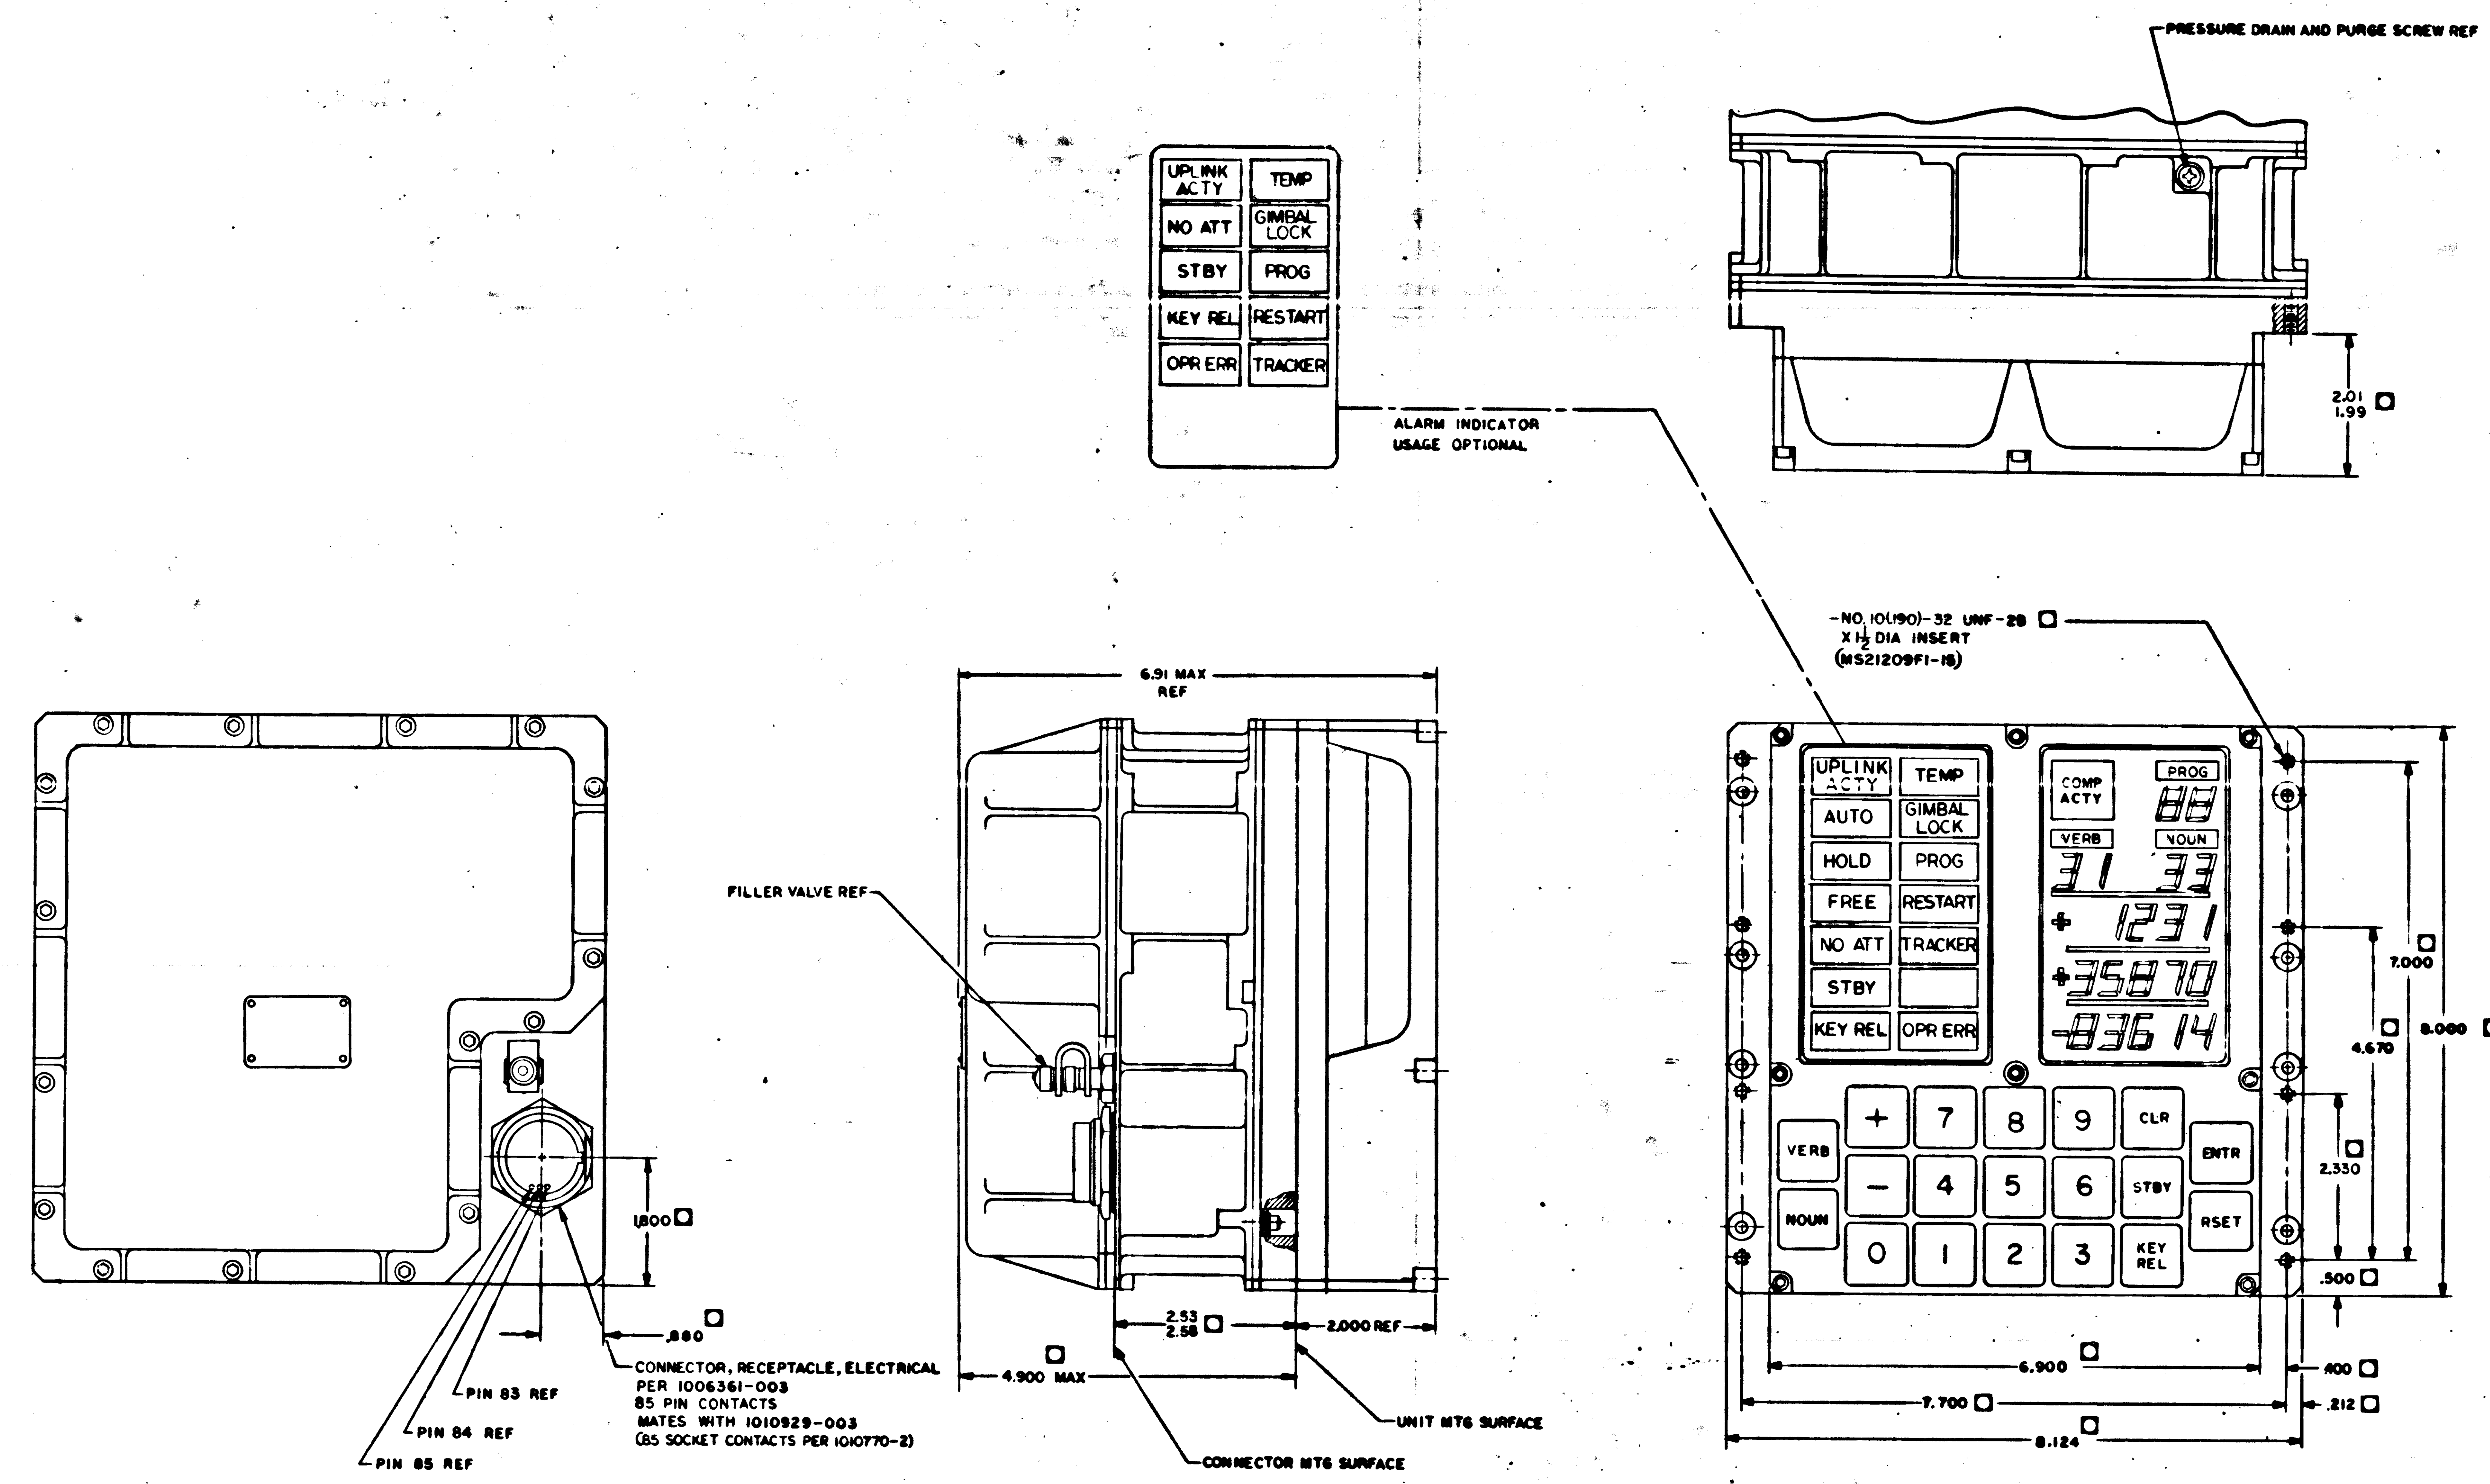 PRESSURE DRAIN AND PURGE SCREW REF
UPLINK
ACTY
TEMP
NO ATT
GIMBAL
LOCK
STBY
PROG
KEY REL
RESTART
OPR ERR
TRACKER
ALARM INDICATOR
USAGE OPTIONAL
2.01
1.99
-NO. 10(.190)-32 UNF-2B
X 1½ DIA INSERT
(MS21209F1-15)
6.91 MAX
REF
FILLER VALVE REF
1.800
.880
CONNECTOR, RECEPTACLE, ELECTRICAL
PER 1006361-003
85 PIN CONTACTS
MATES WITH 1010929-003
(85 SOCKET CONTACTS PER 1010770-2)
PIN 83 REF
PIN 84 REF
PIN 85 REF
2.53
2.58
2.000 REF
4.900 MAX
UNIT MTG SURFACE
CONNECTOR MTG SURFACE
UPLINK
ACTY
TEMP
AUTO
GIMBAL
LOCK
HOLD
PROG
FREE
RESTART
NO ATT
TRACKER
STBY
KEY REL
OPR ERR
COMP
ACTY
PROG
88
VERB
NOUN
31
33
+ 1231
+35870
-83614
VERB
NOUN
+
7
8
9
CLR
-
4
5
6
STBY
0
1
2
3
KEY
REL
ENTR
RSET
7.000
8.000
4.670
2.330
.500
6.900
.400
7.700
.212
8.124